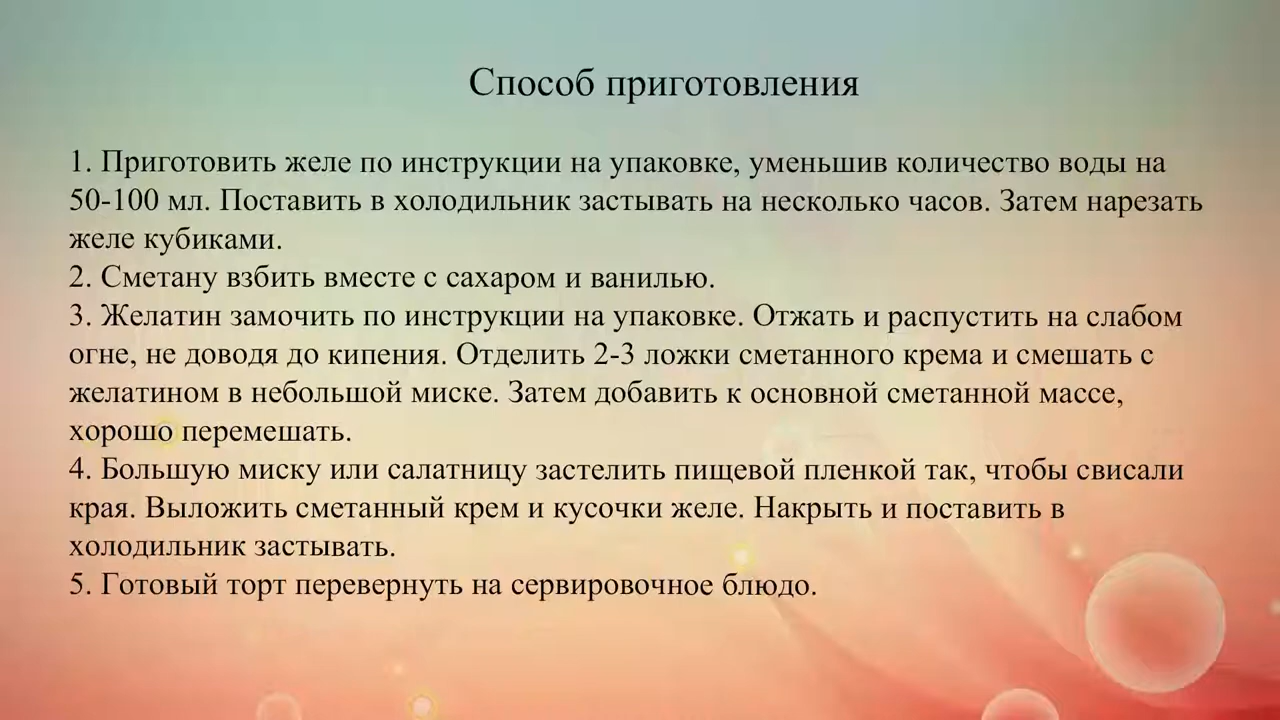 Способ приготовления
1. Приготовить желе по инструкции на упаковке, уменьшив количество воды на
50-100 мл. Поставить в холодильник застывать на несколько часов. Затем нарезать
желе кубиками.
2. Сметану взбить вместе с сахаром и ванилью.
3. Желатин замочить по инструкции на упаковке. Отжать и распустить на слабом
огне, не доводя до кипения. Отделить 2-3 ложки сметанного крема и смешать с
желатином в небольшой миске. Затем добавить к основной сметанной массе,
хорошо перемешать.
4. Большую миску или салатницу застелить пищевой пленкой так, чтобы свисали
края. Выложить сметанный крем и кусочки желе. Накрыть и поставить в
холодильник застывать.
5. Готовый торт перевернуть на сервировочное блюдо.